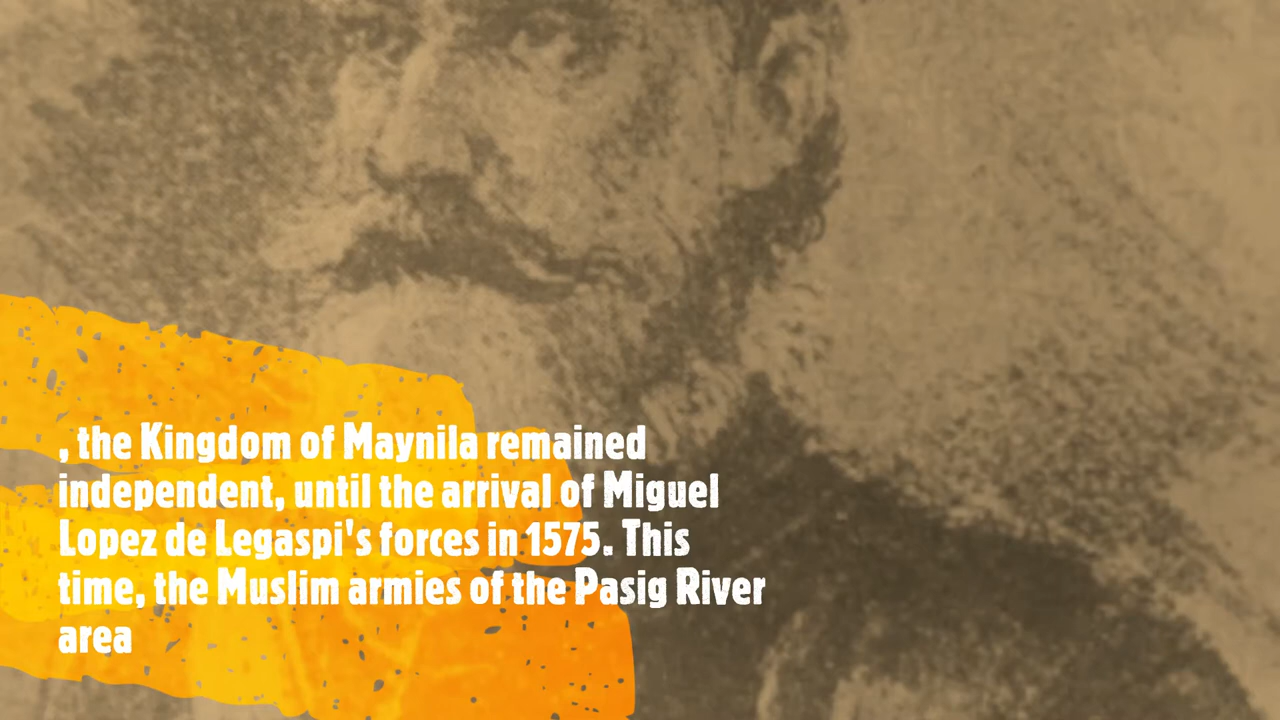 , the Kingdom of Maynila remained
independent, until the arrival of Miguel
Lopez de Legaspi's forces in 1575. This
time, the Muslim armies of the Pasig River
area